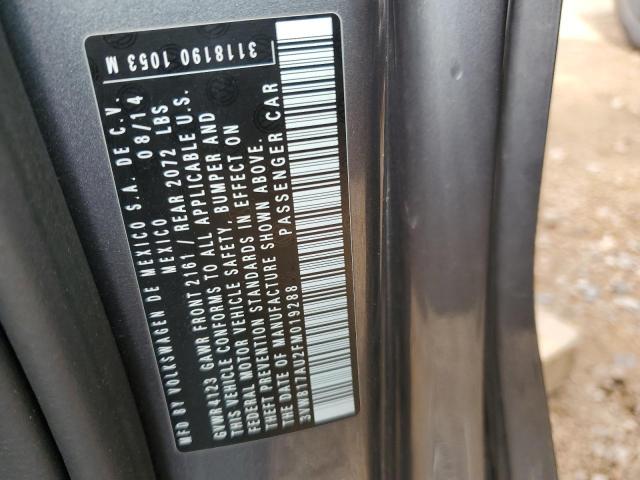 MFD BY VOLKSWAGEN DE MEXICO S.A. DE C.V.
MEXICO 08/14
GVWR 4723 GAWR FRONT 2161 / REAR 2072 LBS
THIS VEHICLE CONFORMS TO ALL APPLICABLE U.S.
FEDERAL MOTOR VEHICLE SAFETY, BUMPER AND
THEFT PREVENTION STANDARDS IN EFFECT ON
THE DATE OF MANUFACTURE SHOWN ABOVE.
3VWB17AU2FM019288 PASSENGER CAR
3118190 1053 M